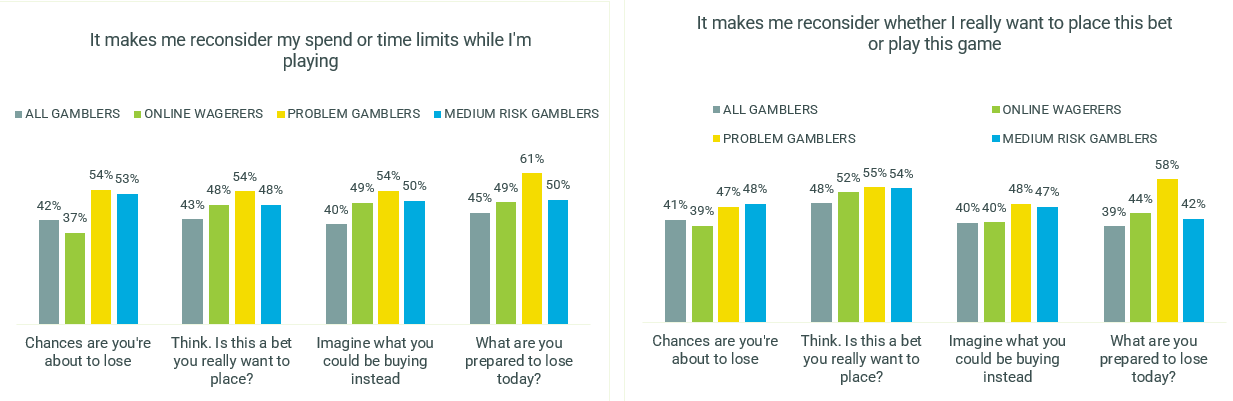 It makes me reconsider my spend or time limits while I'm
playing
ALL GAMBLERS ONLINE WAGERERS PROBLEM GAMBLERS MEDIUM RISK GAMBLERS
42% 37% 54% 53%
43% 48% 54% 48%
40% 49% 54% 50%
45% 49% 61% 50%
Chances are you're
about to lose
Think. Is this a bet
you really want to
place?
Imagine what you
could be buying
instead
What are you
prepared to lose
today?
It makes me reconsider whether I really want to place this bet
or play this game
ALL GAMBLERS ONLINE WAGERERS
PROBLEM GAMBLERS MEDIUM RISK GAMBLERS
41% 39% 47% 48%
48% 52% 55% 54%
40% 40% 48% 47%
39% 44% 58% 42%
Chances are you're
about to lose
Think. Is this a bet
you really want to
place?
Imagine what you
could be buying
instead
What are you
prepared to lose
today?